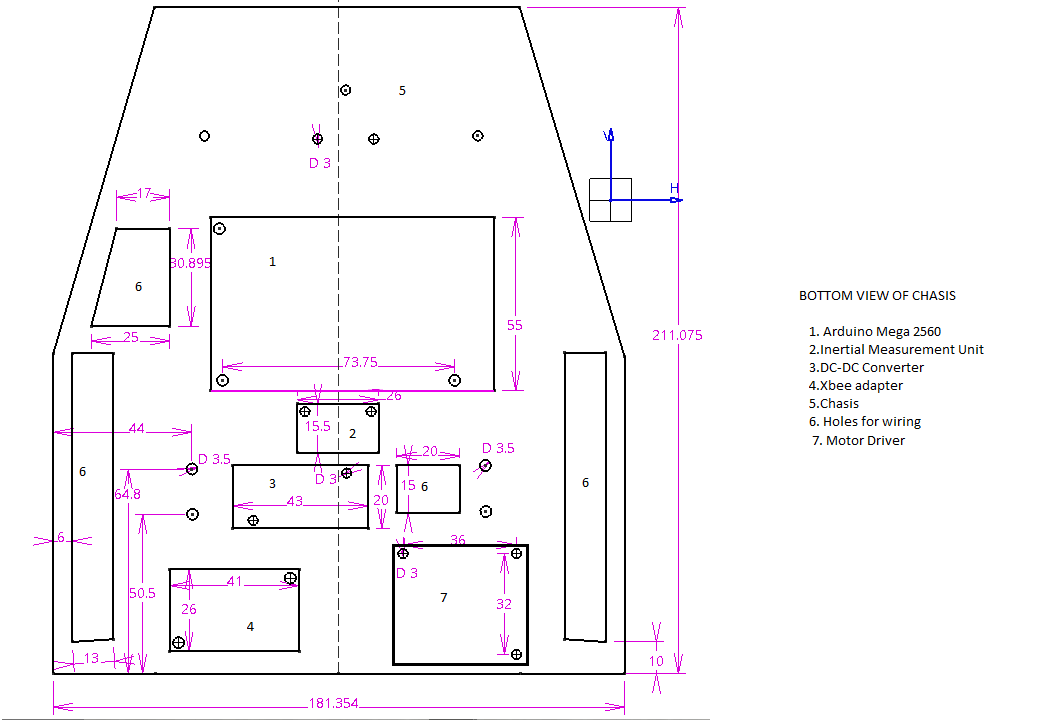 5
D 3
H
17
30.895
1
6
BOTTOM VIEW OF CHASIS
55
211.075
1. Arduino Mega 2560
25
2.Inertial Measurement Unit
73.75
3.DC-DC Converter
4.Xbee adapter
26
5.Chasis
6. Holes for wiring
15.5
2
44
7. Motor Driver
20
D 3.5
D 3.5
6
3
D 3
15
6
6
64.8
43
20
6
36
50.5
41
D 3
26
7
32
4
13
10
181.354